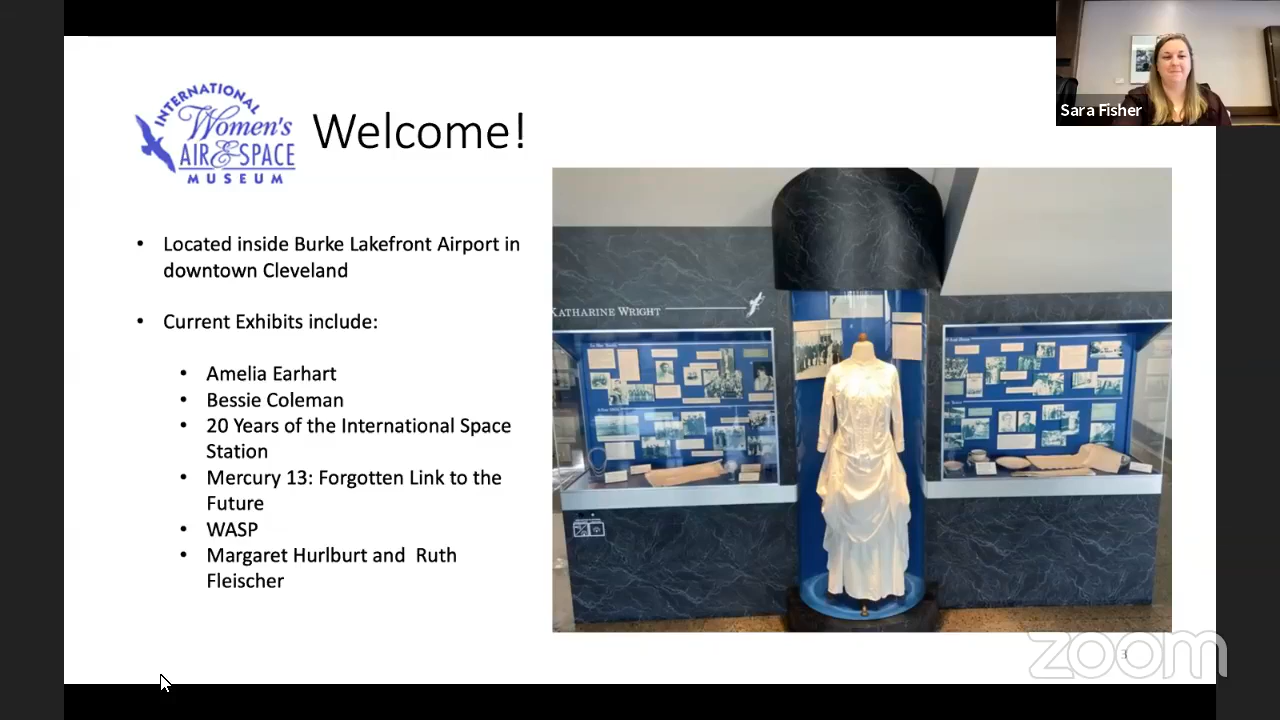 INTERNATIONAL
Women's
AIR & SPACE
MUSEUM
Welcome!
Sara Fisher
• Located inside Burke Lakefront Airport in
downtown Cleveland
• Current Exhibits include:
• Amelia Earhart
• Bessie Coleman
• 20 Years of the International Space
Station
• Mercury 13: Forgotten Link to the
Future
• WASP
• Margaret Hurlburt and Ruth
Fleischer
KATHARINE WRIGHT
3
zoom